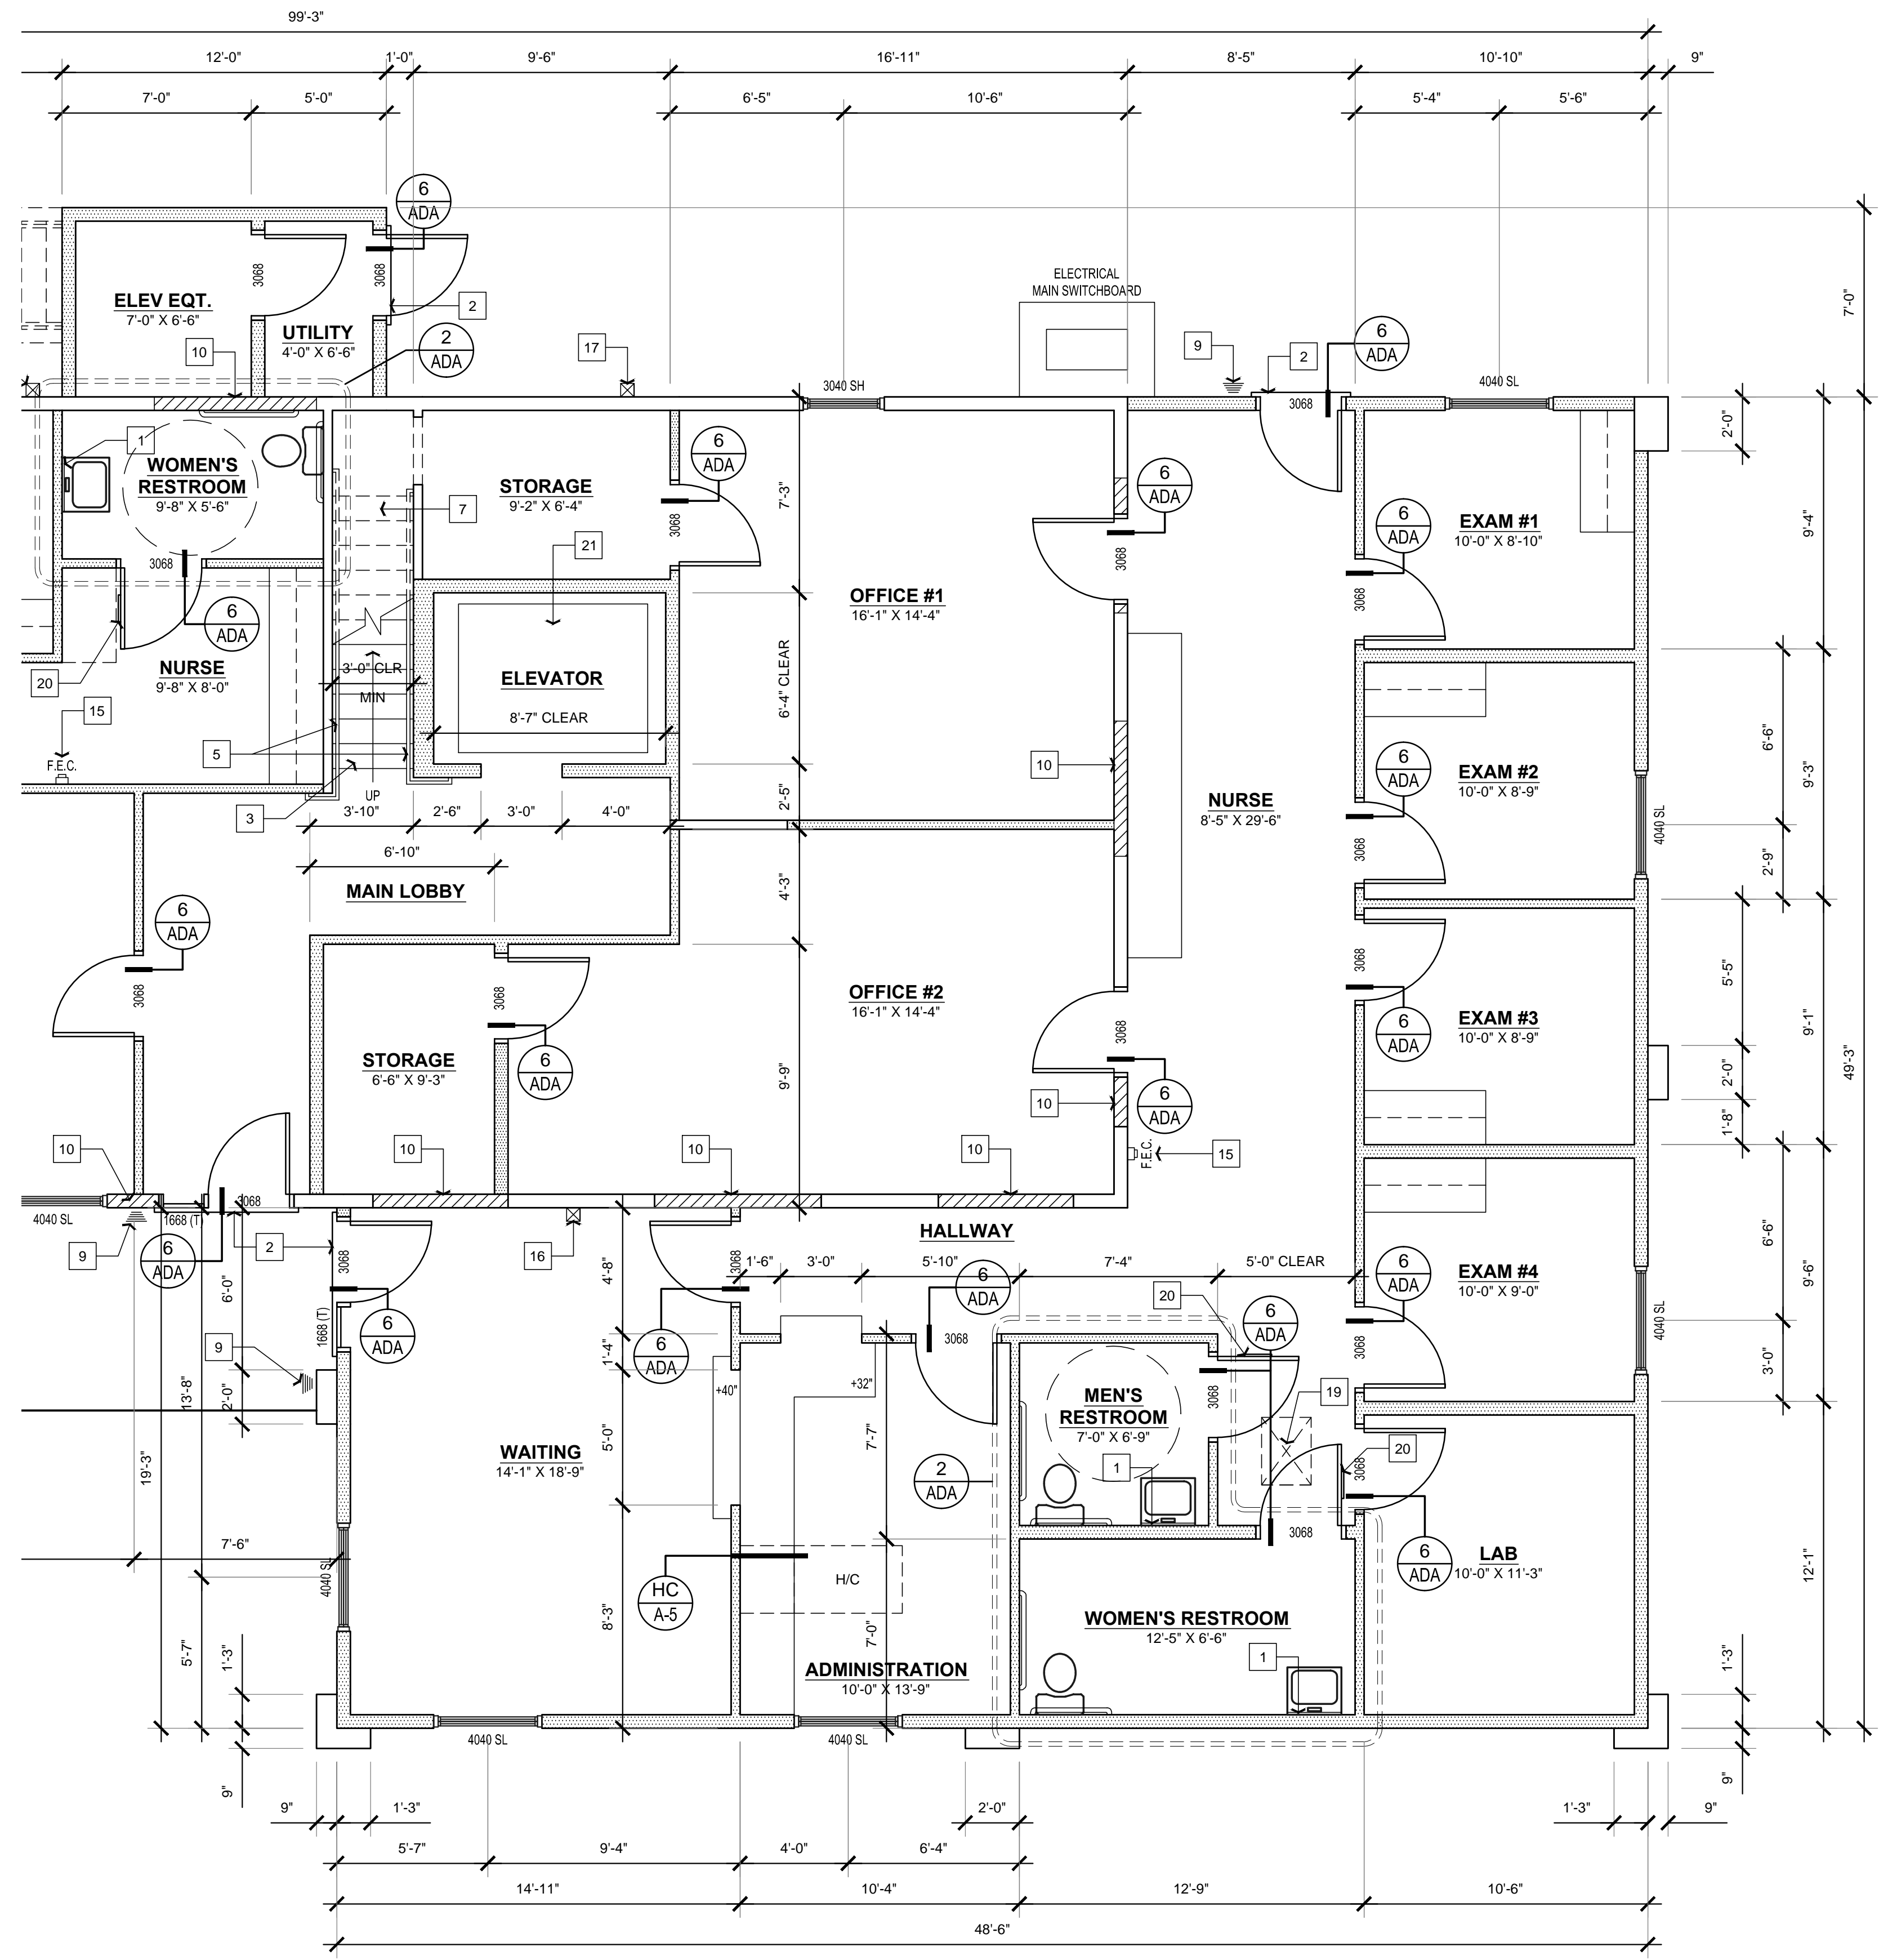 99'-3"
12'-0"
1'-0"
9'-6"
16'-11"
8'-5"
10'-10"
9"
7'-0"
5'-0"
6'-5"
10'-6"
5'-4"
5'-6"
6
ADA
3068
3068
ELEV EQT.
7'-0" X 6'-6"
UTILITY
4'-0" X 6'-6"
2
10
2
ADA
17
ELECTRICAL
MAIN SWITCHBOARD
9
2
6
ADA
7'-0"
3040 SH
3068
4040 SL
2'-0"
1
WOMEN'S
RESTROOM
9'-8" X 5'-6"
3068
6
ADA
7
STORAGE
9'-2" X 6'-4"
6
ADA
3068
21
7'-3"
6
ADA
3068
6
ADA
3068
EXAM #1
10'-0" X 8'-10"
9'-4"
OFFICE #1
16'-1" X 14'-4"
NURSE
9'-8" X 8'-0"
20
15
F.E.C.
3'-0" CLR
MIN
ELEVATOR
8'-7" CLEAR
6'-4" CLEAR
5
3
UP
10
2'-5"
NURSE
8'-5" X 29'-6"
6
ADA
3068
EXAM #2
10'-0" X 8'-9"
4040 SL
6'-6"
9'-3"
2'-9"
3'-10"
2'-6"
3'-0"
4'-0"
6'-10"
MAIN LOBBY
4'-3"
6
ADA
3068
3068
6
ADA
EXAM #3
10'-0" X 8'-9"
5'-5"
9'-1"
2'-0"
1'-8"
49'-3"
OFFICE #2
16'-1" X 14'-4"
3068
6
ADA
3068
STORAGE
6'-6" X 9'-3"
6
ADA
9'-9"
10
10
10
10
10
F.E.C.
15
4040 SL
1668 (T)
3068
9
6
ADA
2
3068
16
HALLWAY
1'-6"
3'-0"
5'-10"
7'-4"
5'-0" CLEAR
6'-0"
4'-8"
3068
6
ADA
6
ADA
6
ADA
3068
20
6
ADA
6
ADA
3068
EXAM #4
10'-0" X 9'-0"
4040 SL
6'-6"
9'-6"
3'-0"
1668 (T)
9
2'-0"
13'-8"
19'-3"
1'-4"
+40"
+32"
MEN'S
RESTROOM
7'-0" X 6'-9"
3068
19
X
20
3068
1
WAITING
14'-1" X 18'-9"
5'-0"
7'-7"
2
ADA
3068
6
ADA
LAB
10'-0" X 11'-3"
12'-1"
7'-6"
4040 SL
HC
A-5
H/C
8'-3"
7'-0"
WOMEN'S RESTROOM
12'-5" X 6'-6"
1
ADMINISTRATION
10'-0" X 13'-9"
5'-7"
1'-3"
1'-3"
4040 SL
4040 SL
9"
9"
9"
1'-3"
2'-0"
1'-3"
9"
5'-7"
9'-4"
4'-0"
6'-4"
14'-11"
10'-4"
12'-9"
10'-6"
48'-6"